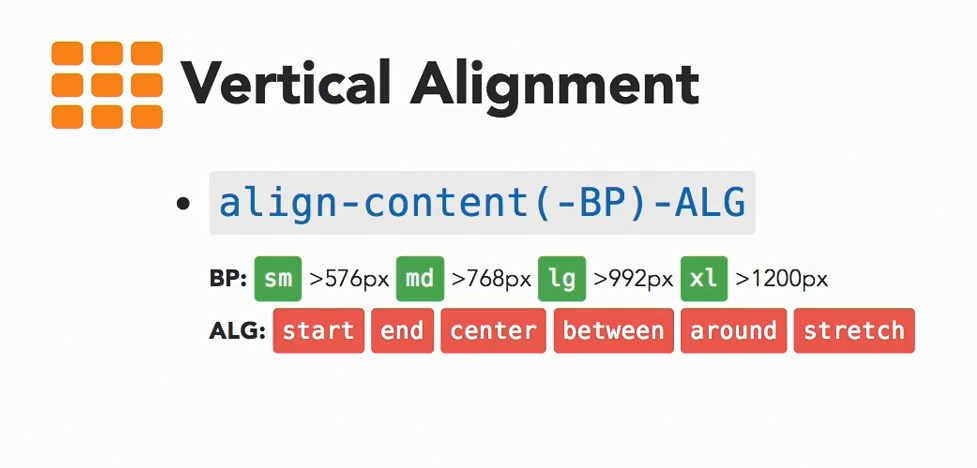 Vertical Alignment
• align-content(-BP)-ALG
BP: sm >576px md >768px lg >992px xl >1200px
ALG: start end center between around stretch